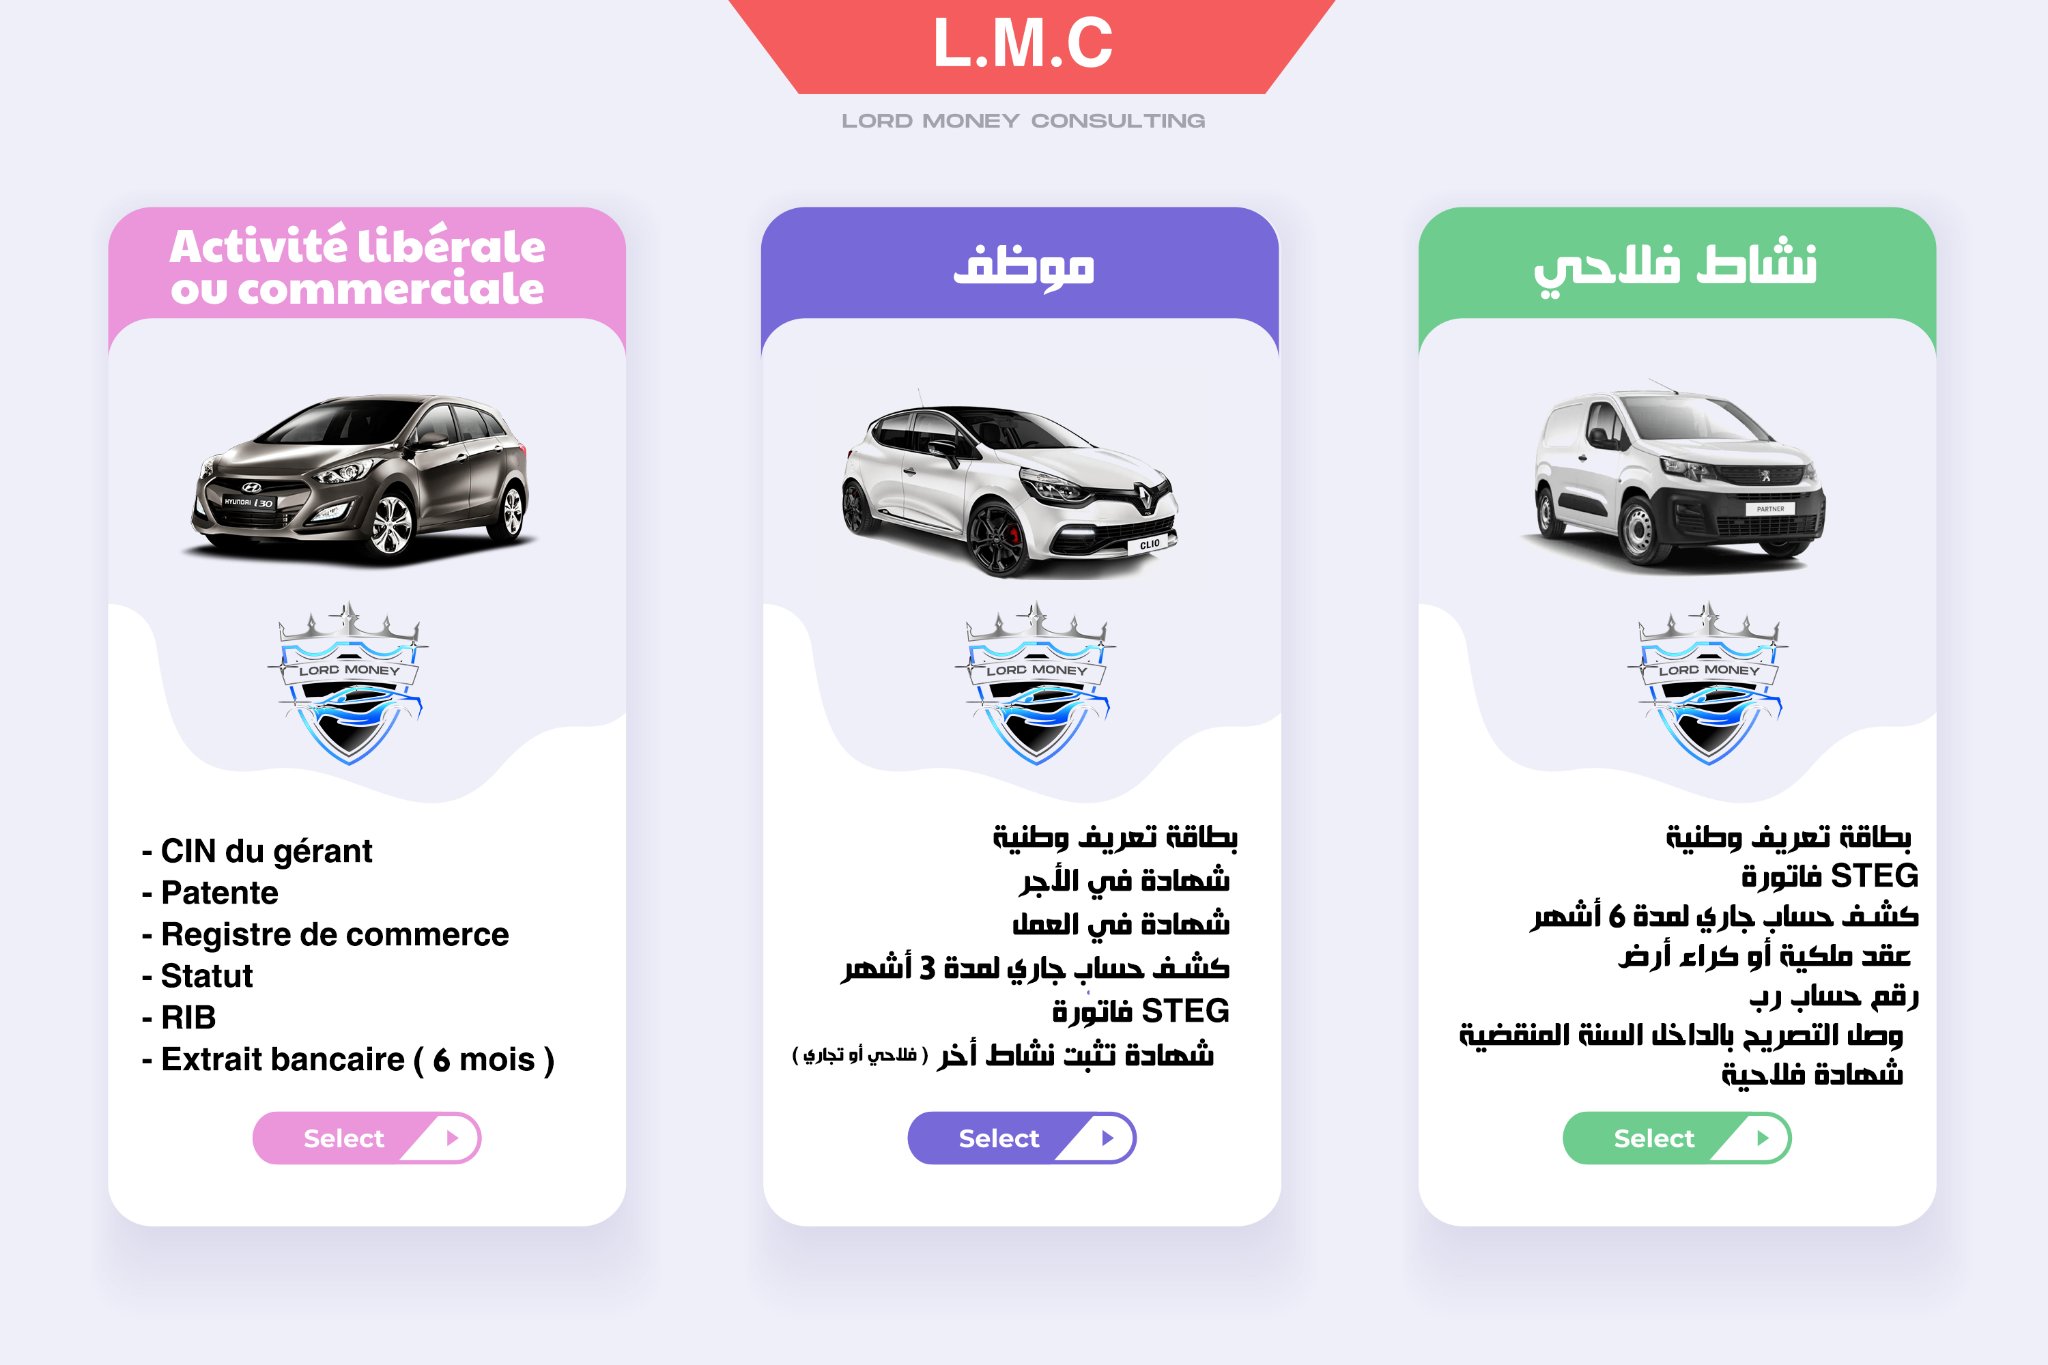 L.M.C
LORD MONEY CONSULTING
Activité libérale
ou commerciale
HYUNDAI i30
LORD MONEY
- CIN du gérant
- Patente
- Registre de commerce
- Statut
- RIB
- Extrait bancaire ( 6 mois )
Select
موظف
CLIO
LORD MONEY
بطاقة تعريف وطنية
شهادة في الأجر
شهادة في العمل
كشف حساب جاري لمدة 3 أشهر
فاتورة STEG
شهادة تثبت نشاط أخر ( فلاحي أو تجاري )
Select
نشاط فلاحي
PARTNER
LORD MONEY
بطاقة تعريف وطنية
فاتورة STEG
كشف حساب جاري لمدة 6 أشهر
عقد ملكية أو كراء أرض
رقم حساب رب
وصل التصريح بالداخل السنة المنقضية
شهادة فلاحية
Select